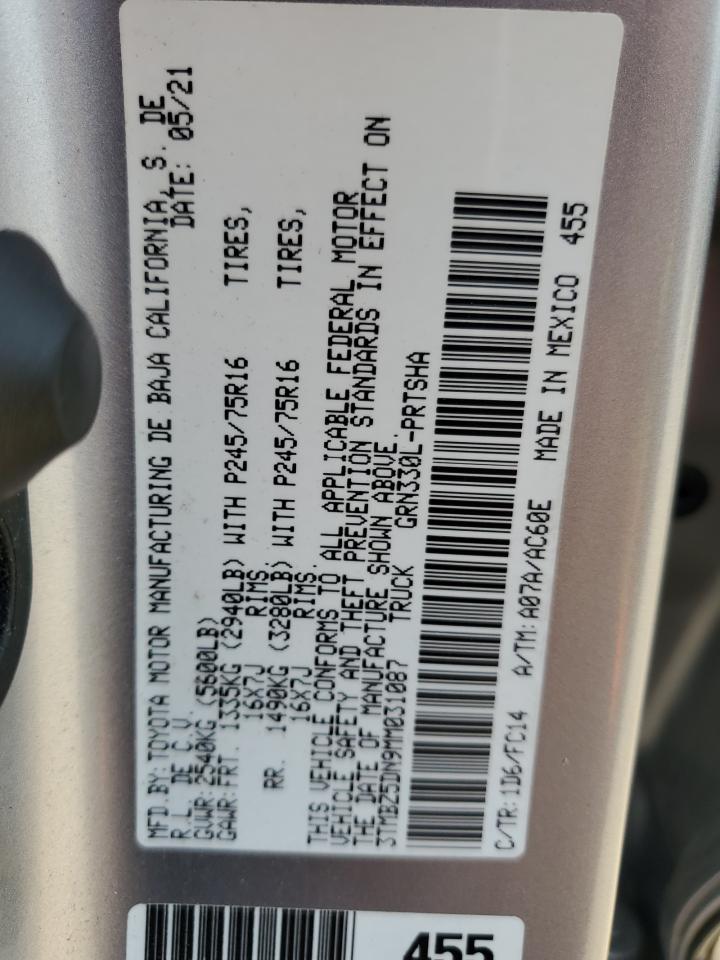 MFD.BY:TOYOTA MOTOR MANUFACTURING DE BAJA CALIFORNIA, S. DE
R.L. DE C.V. DATE: 05/21
GVWR: 2540KG (5600LB)
GAWR:FRT. 1335KG (2940LB) WITH P245/75R16 TIRES,
16X7J RIMS.
RR. 1490KG (3280LB) WITH P245/75R16 TIRES,
16X7J RIMS.
THIS VEHICLE CONFORMS TO ALL APPLICABLE FEDERAL MOTOR
VEHICLE SAFETY AND THEFT PREVENTION STANDARDS IN EFFECT ON
THE DATE OF MANUFACTURE SHOWN ABOVE.
3TMBZ5DN9MM031087 TRUCK GRN330L-PRTSHA
C/TR:1D6/FC14 A/TM:A07A/AC60E MADE IN MEXICO 455
455